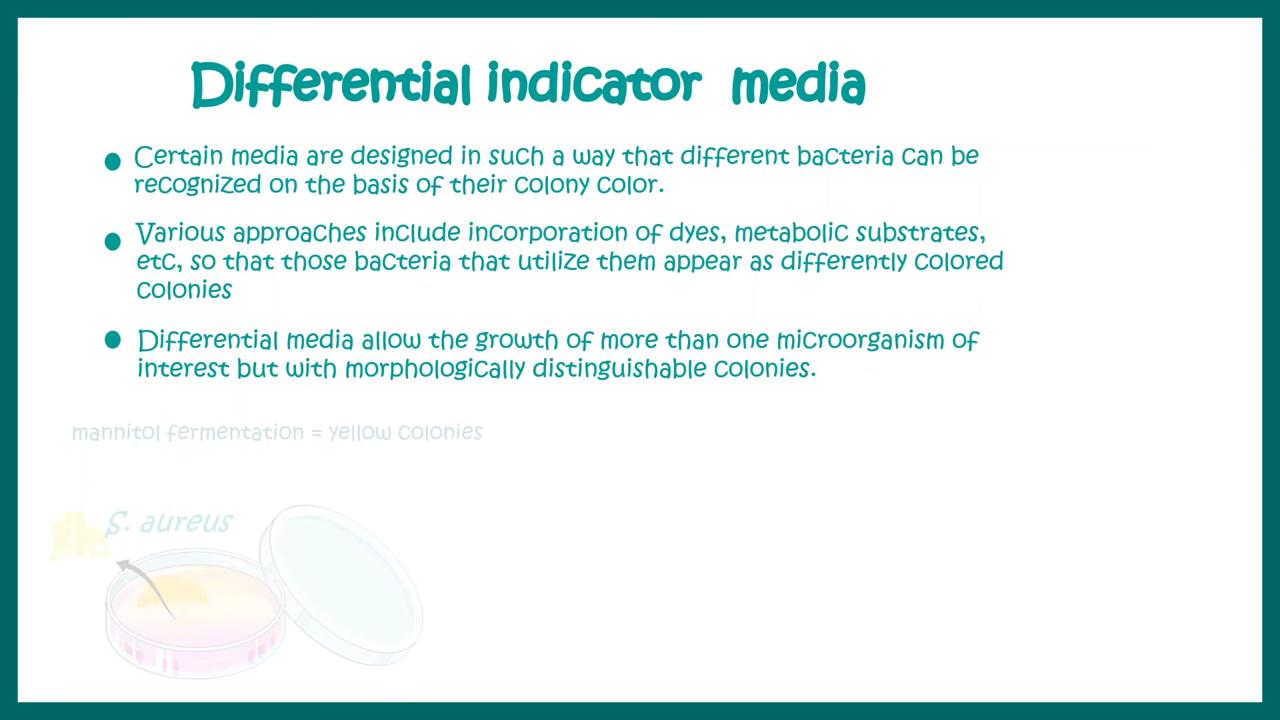 Differential indicator media
Certain media are designed in such a way that different bacteria can be
recognized on the basis of their colony color.
Various approaches include incorporation of dyes, metabolic substrates,
etc, so that those bacteria that utilize them appear as differently colored
colonies
Differential media allow the growth of more than one microorganism of
interest but with morphologically distinguishable colonies.
mannitol fermentation = yellow colonies
S. aureus